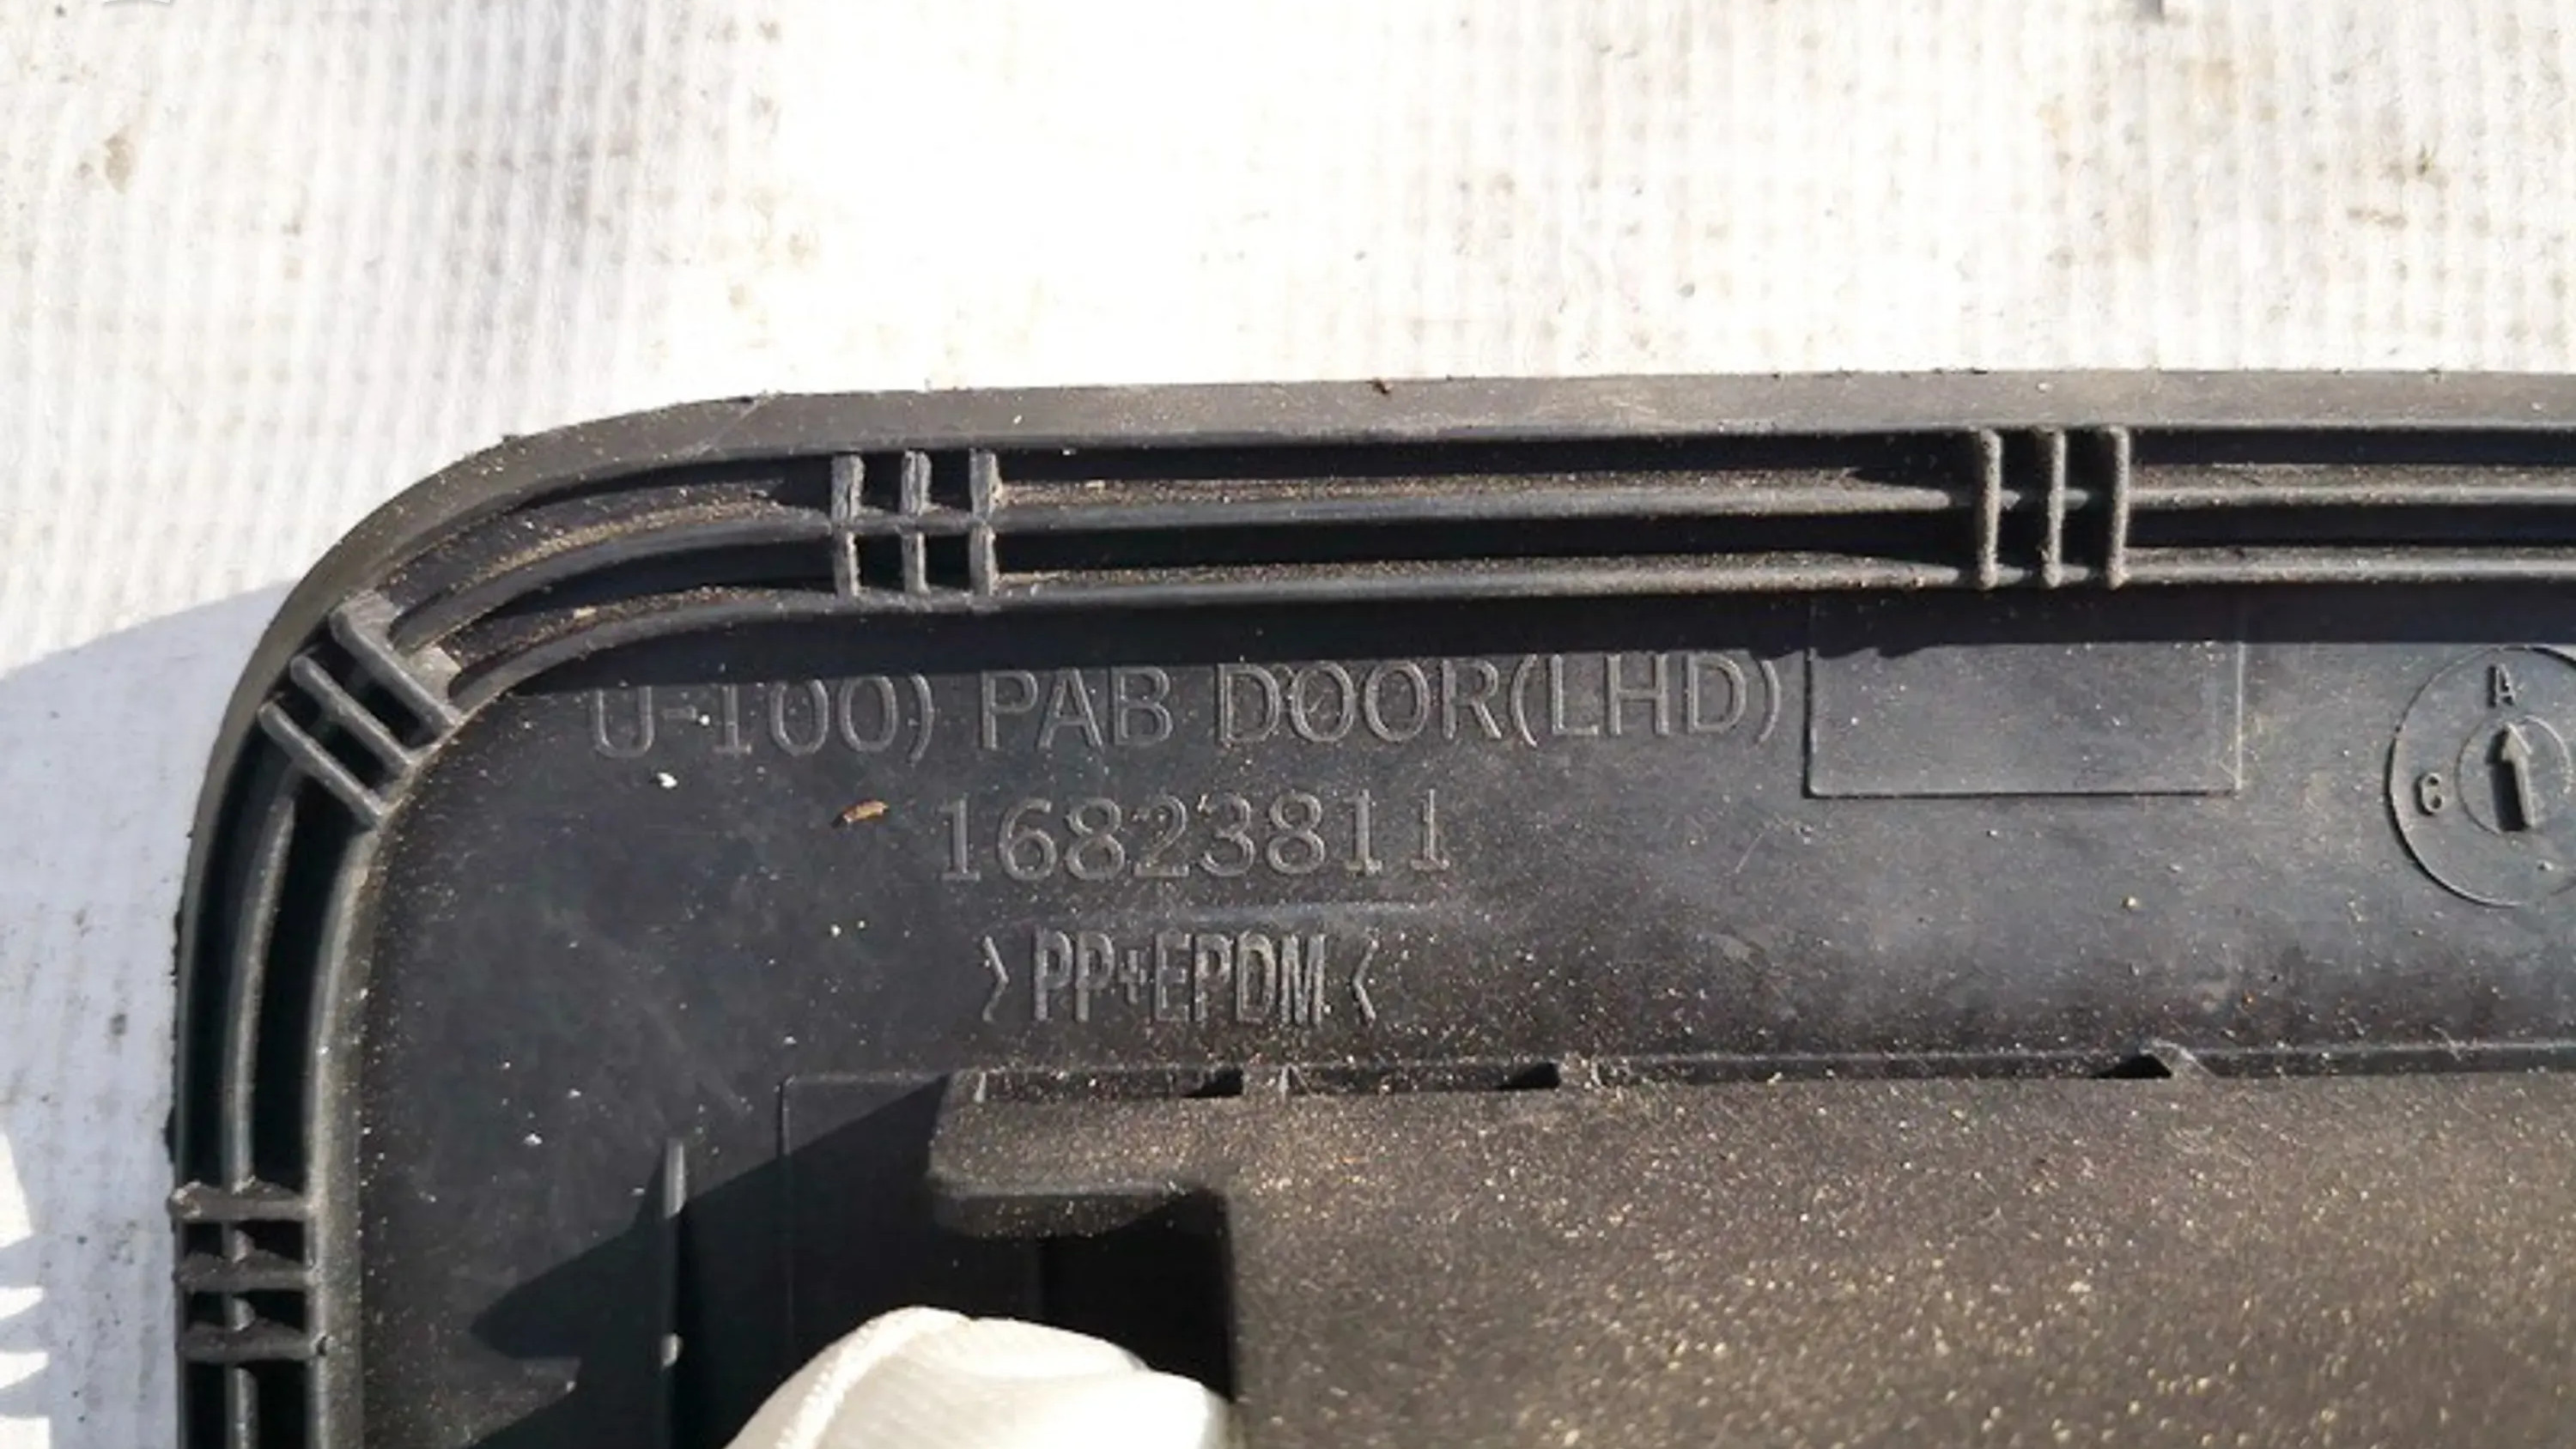 U-100) PAB DOOR(LHD)
16823811
>PP+EPDM<
A
C